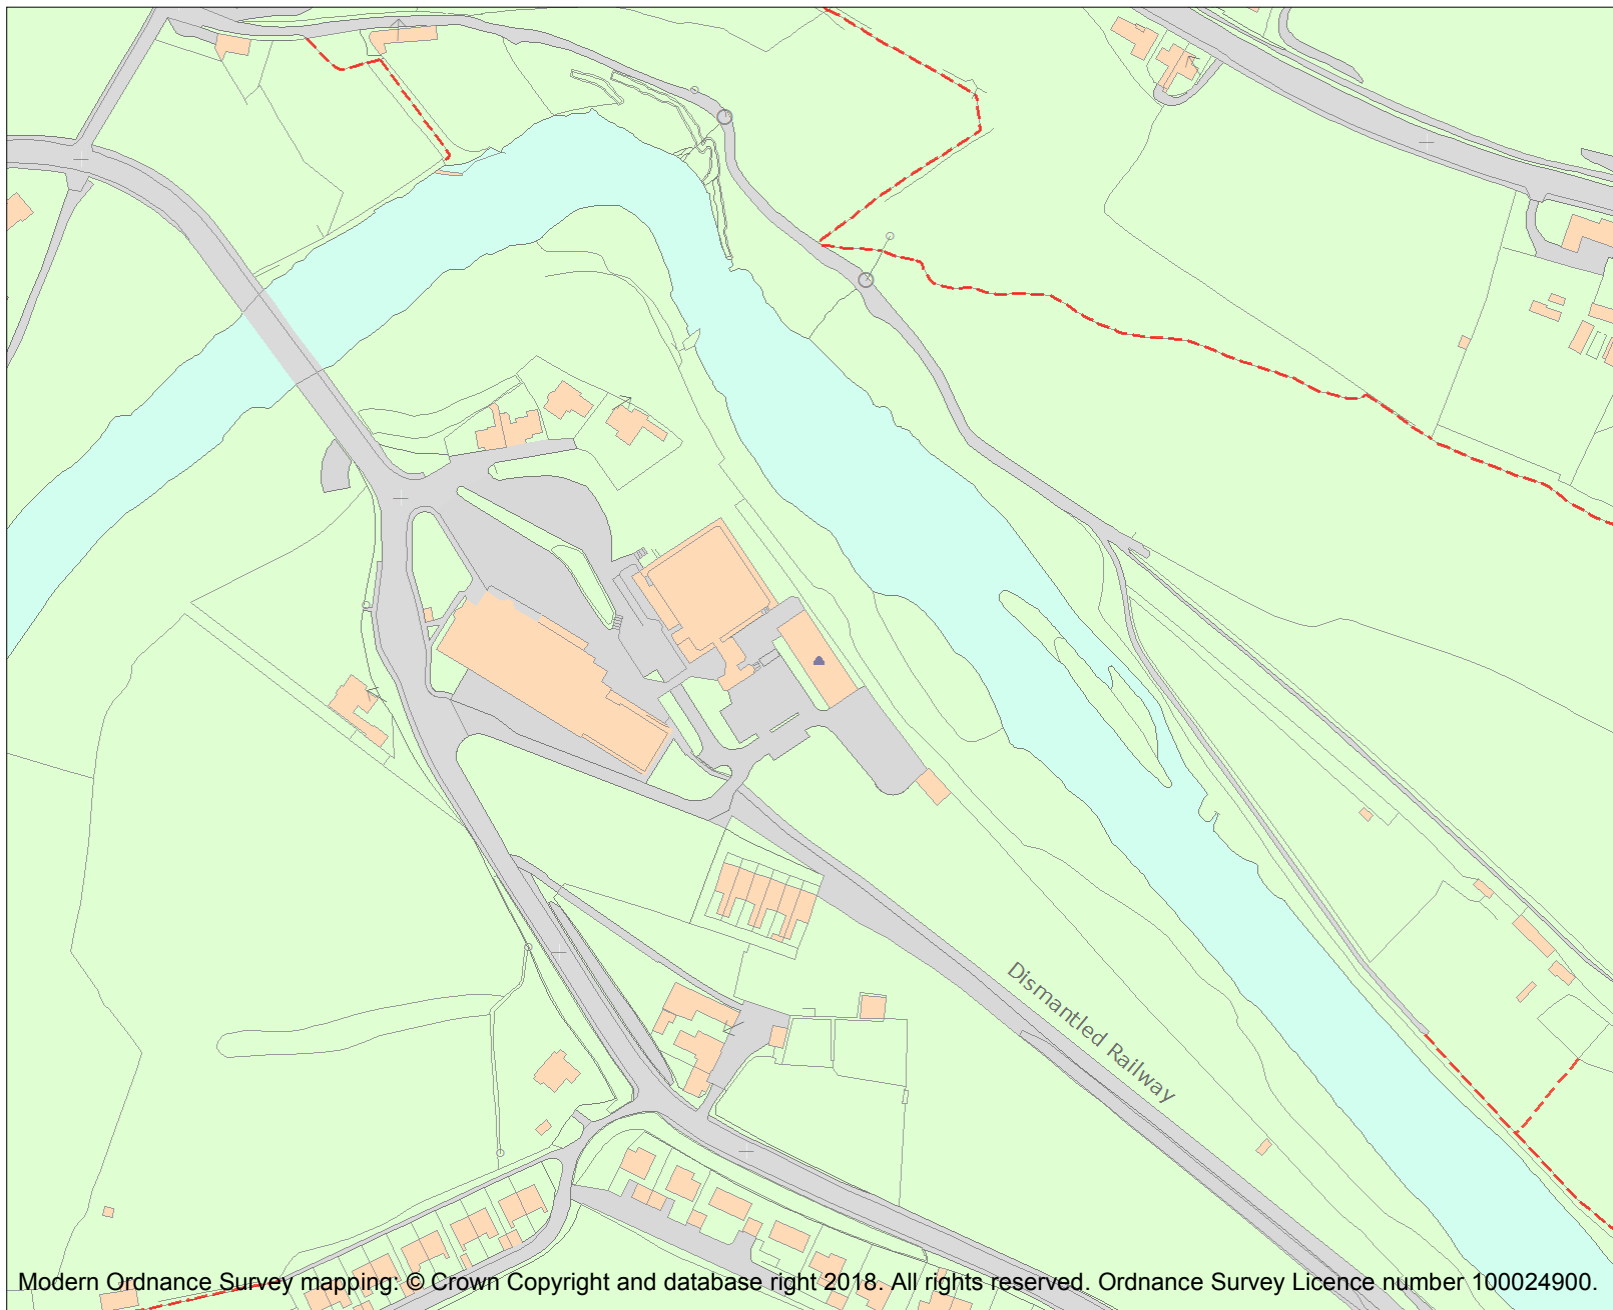 Dismantled Railway
Modern Ordnance Survey mapping: © Crown Copyright and database right 2018. All rights reserved. Ordnance Survey Licence number 100024900.